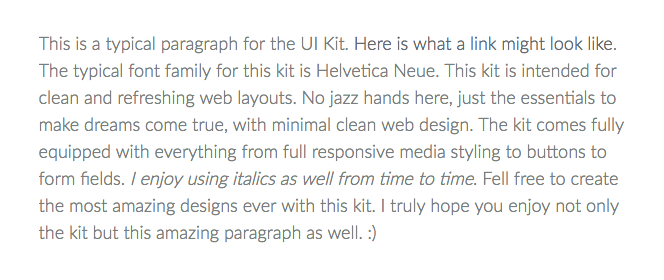 This is a typical paragraph for the UI Kit. Here is what a link might look like.
The typical font family for this kit is Helvetica Neue. This kit is intended for
clean and refreshing web layouts. No jazz hands here, just the essentials to
make dreams come true, with minimal clean web design. The kit comes fully
equipped with everything from full responsive media styling to buttons to
form fields. I enjoy using italics as well from time to time. Fell free to create
the most amazing designs ever with this kit. I truly hope you enjoy not only
the kit but this amazing paragraph as well. :)